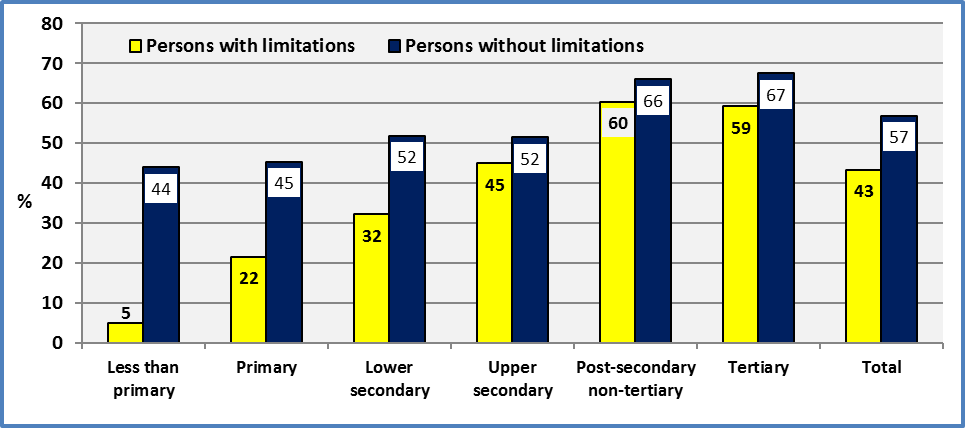 80
Persons with limitations Persons without limitations
70
60
50
40
30
20
10
0
%
5 44 22 45 32 52 45 52 60 66 59 67 43 57
Less than Primary Lower Upper Post-secondary Tertiary Total
primary secondary secondary non-tertiary